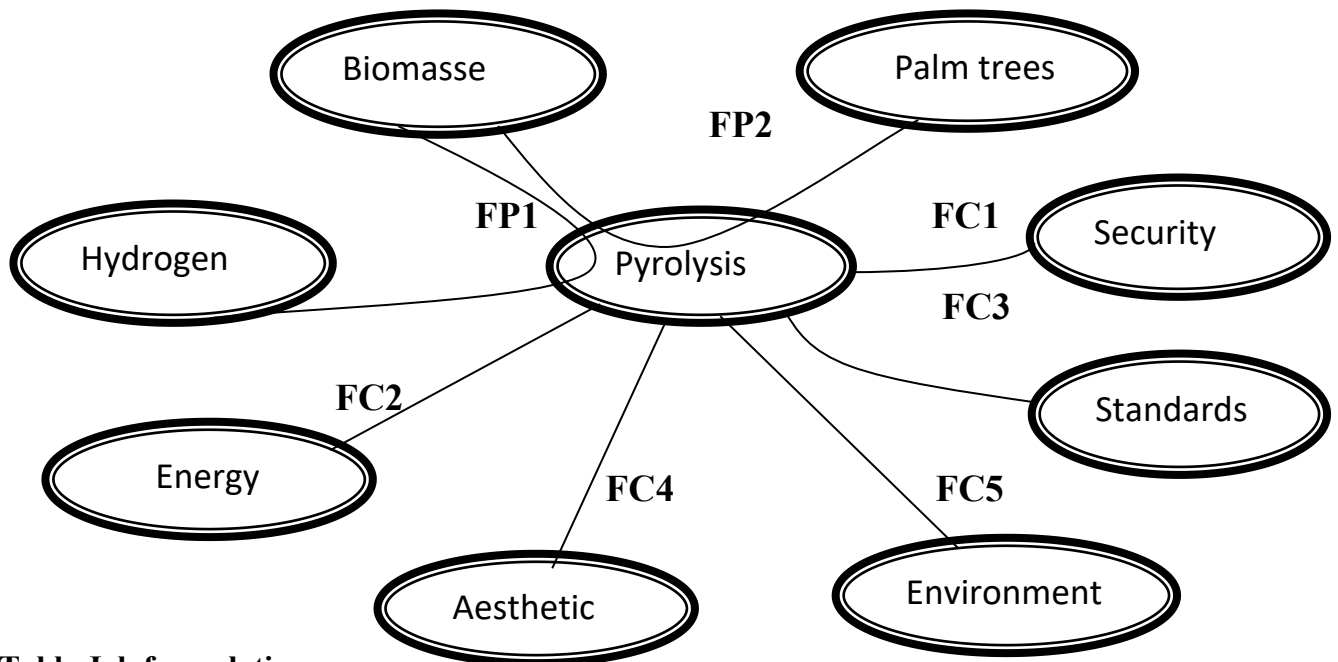 Biomasse
Palm trees
FP2
FP1
FC1
Security
Hydrogen
Pyrolysis
FC3
FC2
Standards
Energy
FC4
FC5
Aesthetic
Environment